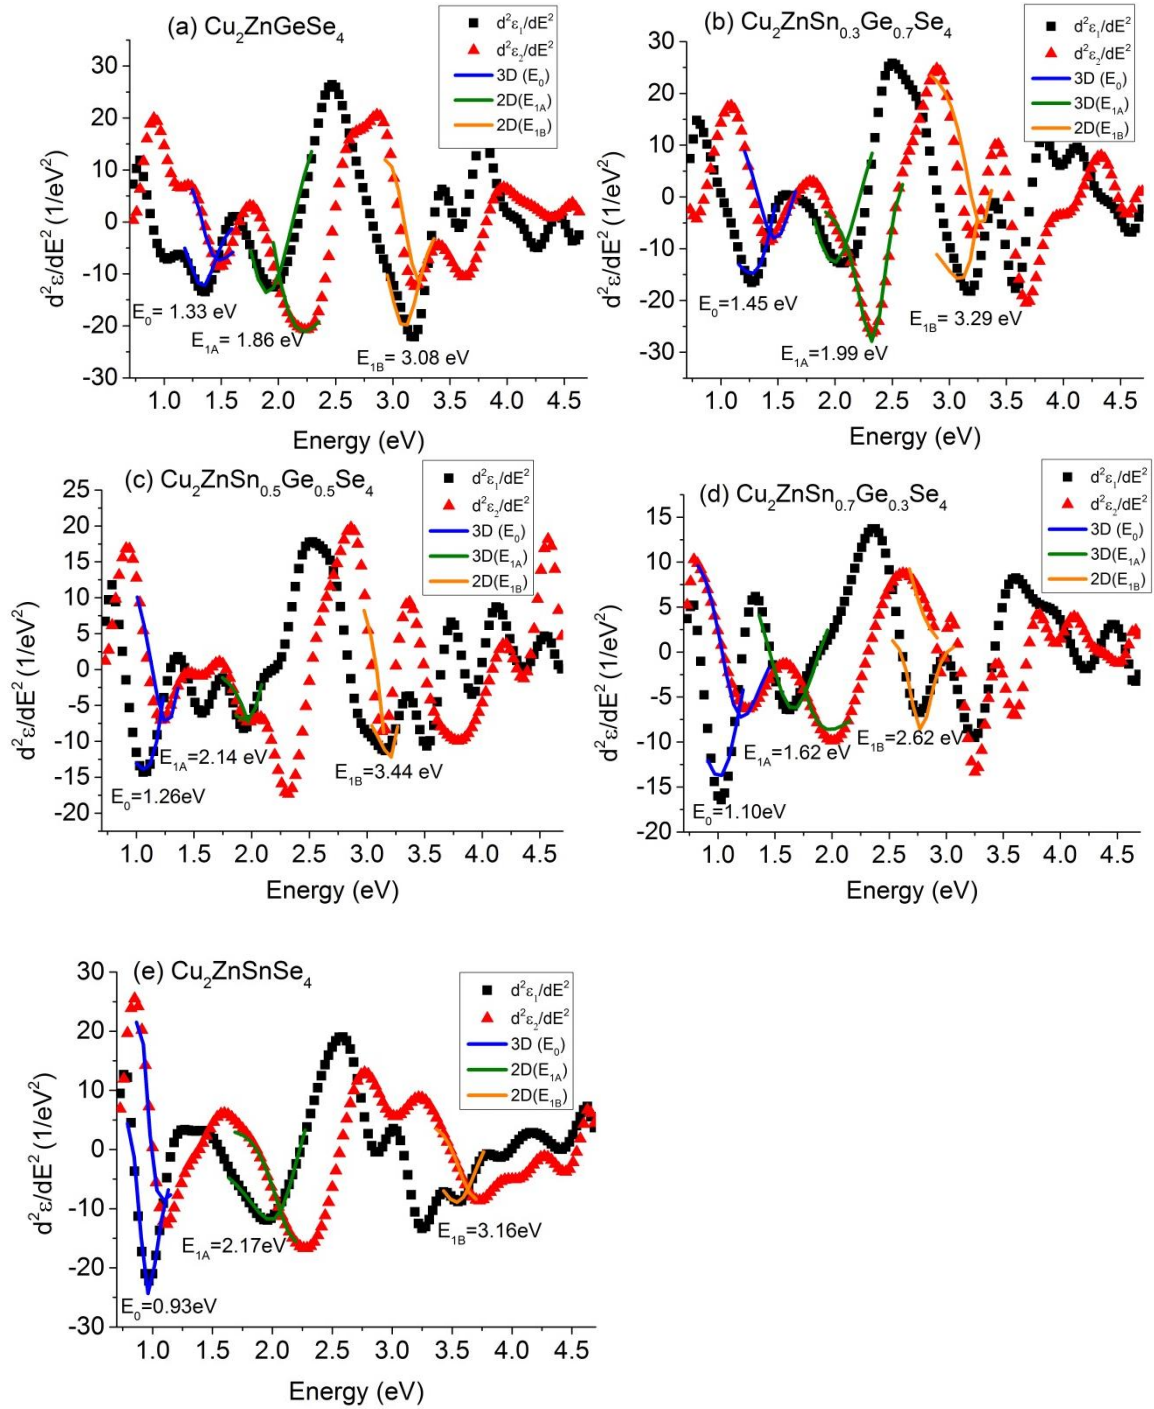 (a) Cu₂ZnGeSe₄
d²ε₁/dE²
d²ε₂/dE²
3D (E₀)
2D(E₁A)
2D(E₁B)
d²ε/dE² (1/eV²)
30
20
10
0
-10
-20
-30
E₀= 1.33 eV
E₁A= 1.86 eV
E₁B= 3.08 eV
1.0 1.5 2.0 2.5 3.0 3.5 4.0 4.5
Energy (eV)
(b) Cu₂ZnSn₀.₃Ge₀.₇Se₄
d²ε₁/dE²
d²ε₂/dE²
3D (E₀)
3D(E₁A)
2D(E₁B)
d²ε/dE² (1/eV²)
30
20
10
0
-10
-20
-30
E₀= 1.45 eV
E₁A=1.99 eV
E₁B= 3.29 eV
1.0 1.5 2.0 2.5 3.0 3.5 4.0 4.5
Energy (eV)
(c) Cu₂ZnSn₀.₅Ge₀.₅Se₄
d²ε₁/dE²
d²ε₂/dE²
3D (E₀)
3D(E₁A)
2D(E₁B)
d²ε/dE² (1/eV²)
25
20
15
10
5
0
-5
-10
-15
-20
E₁A=2.14 eV
E₁B=3.44 eV
E₀=1.26eV
1.0 1.5 2.0 2.5 3.0 3.5 4.0 4.5
Energy (eV)
(d) Cu₂ZnSn₀.₇Ge₀.₃Se₄
d²ε₁/dE²
d²ε₂/dE²
3D (E₀)
3D(E₁A)
2D(E₁B)
d²ε/dE² (1/eV²)
15
10
5
0
-5
-10
-15
-20
E₁A=1.62 eV
E₁B=2.62 eV
E₀=1.10eV
1.0 1.5 2.0 2.5 3.0 3.5 4.0 4.5
Energy (eV)
(e) Cu₂ZnSnSe₄
d²ε₁/dE²
d²ε₂/dE²
3D (E₀)
2D(E₁A)
2D(E₁B)
d²ε/dE² (1/eV²)
30
20
10
0
-10
-20
-30
E₁A=2.17eV
E₁B=3.16eV
E₀=0.93eV
1.0 1.5 2.0 2.5 3.0 3.5 4.0 4.5
Energy (eV)